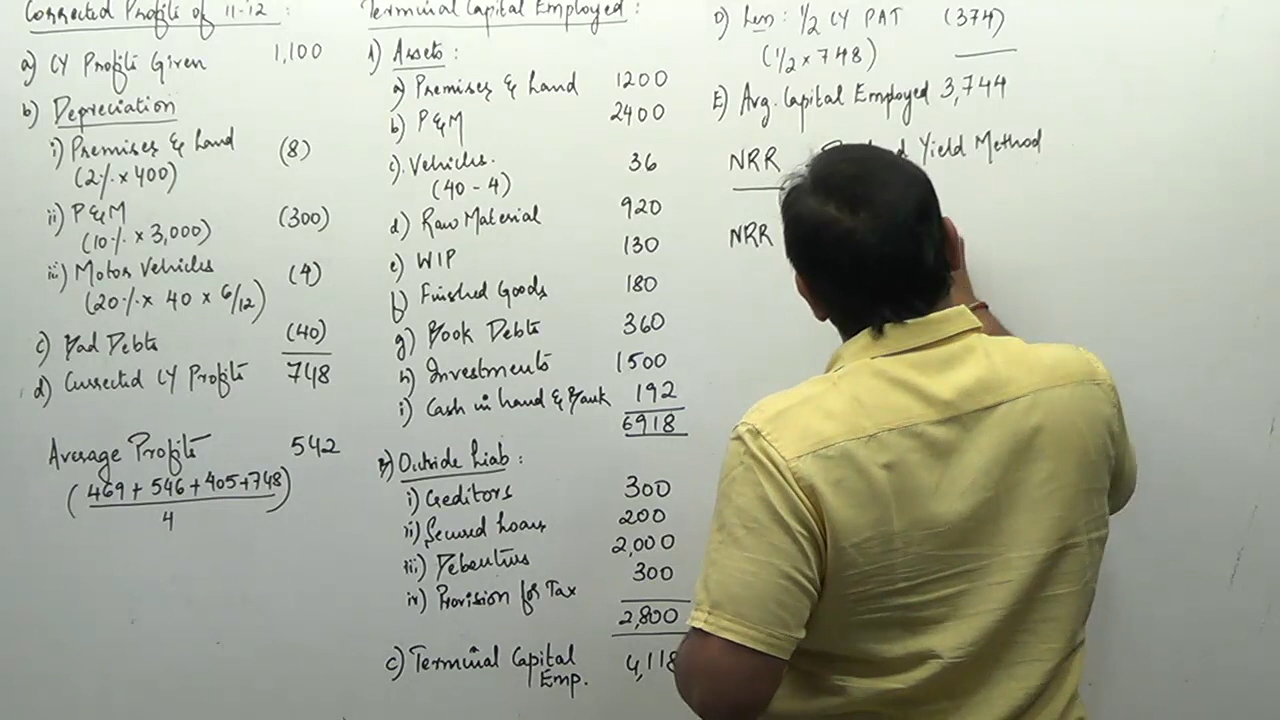 Corrected Profits of 11-12 :
a) CY Profits Given 1,100
b) Depreciation
i) Premises & Land (8)
(2% x 400)
ii) P&M (300)
(10% x 3,000)
iii) Motor Vehicles (4)
(20% x 40 x 6/12)
c) Bad Debts (40)
d) Corrected CY Profits 748
Average Profits 542
(469 + 546 + 405 + 748)
4
Terminal Capital Employed :
A) Assets :
a) Premises & Land 1200
b) P&M 2400
c) Vehicles. 36
(40 - 4)
d) Raw Material 920
e) WIP 130
f) Finished Goods 180
g) Book Debts 360
h) Investments 1500
i) Cash in hand & Bank 192
6918
B) Outside Liab :
i) Creditors 300
ii) Secured Loans 200
iii) Debentures 2,000
iv) Provision for Tax 300
2,800
C) Terminal Capital Emp. 4,118
D) Less : 1/2 CY PAT (374)
(1/2 x 748)
E) Avg. Capital Employed 3,744
NRR Yield Method
NRR